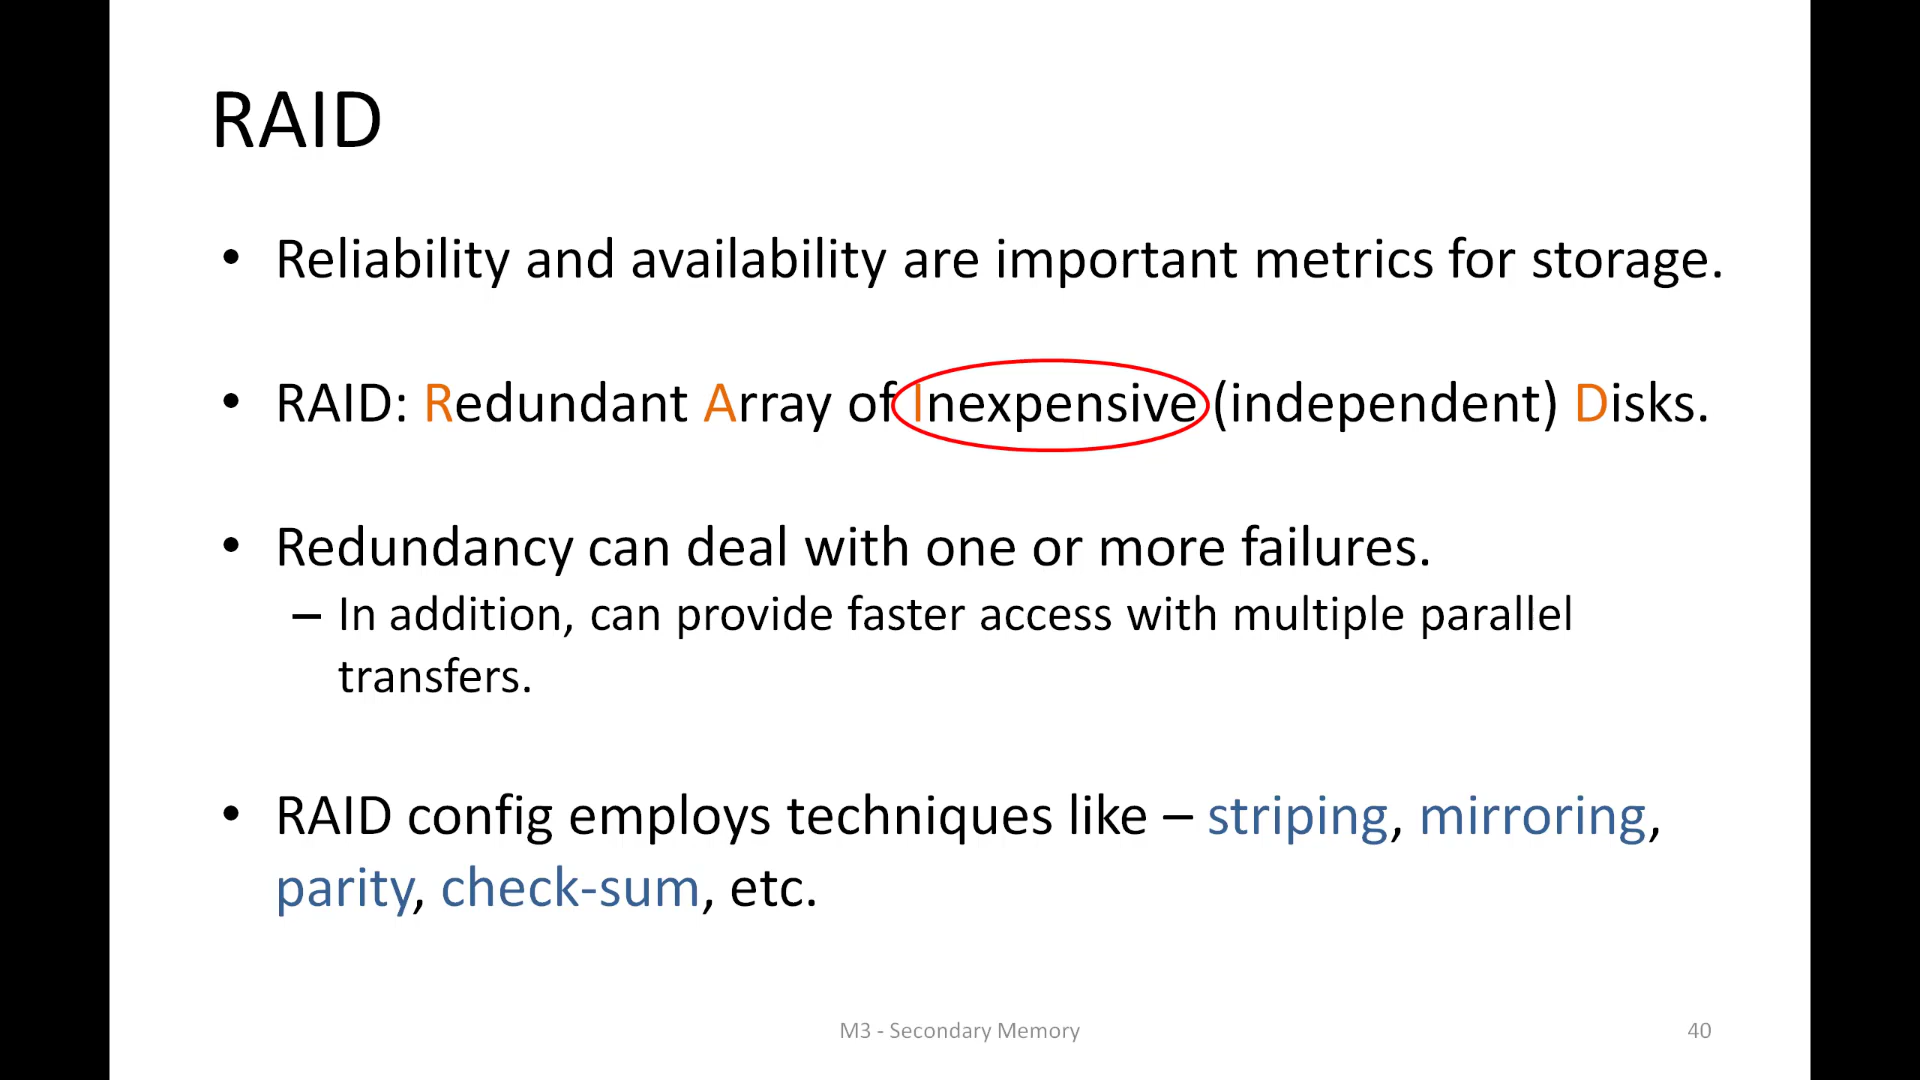 RAID
• Reliability and availability are important metrics for storage.
• RAID: Redundant Array of Inexpensive (independent) Disks.
• Redundancy can deal with one or more failures.
– In addition, can provide faster access with multiple parallel
transfers.
• RAID config employs techniques like – striping, mirroring,
parity, check-sum, etc.
M3 - Secondary Memory
40